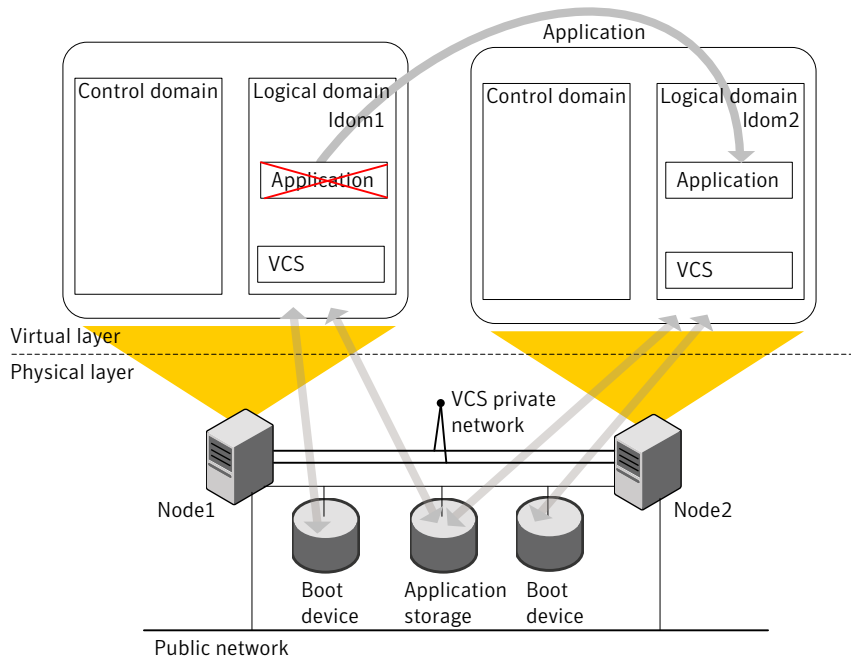 Application
Control domain
Logical domain
ldom1
Application
VCS
Control domain
Logical domain
ldom2
Application
VCS
Virtual layer
Physical layer
VCS private
network
Node1
Node2
Boot
device
Application
storage
Boot
device
Public network